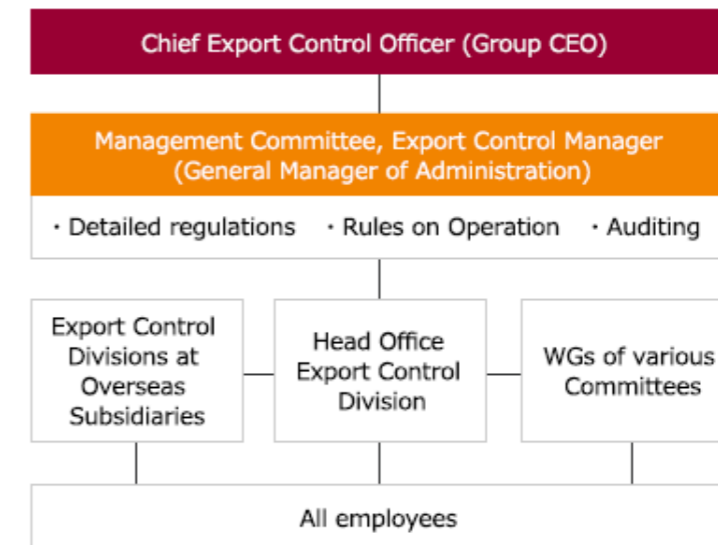 Chief Export Control Officer (Group CEO)
Management Committee, Export Control Manager
(General Manager of Administration)
・Detailed regulations ・Rules on Operation ・Auditing
Export Control
Divisions at
Overseas
Subsidiaries
Head Office
Export Control
Division
WGs of various
Committees
All employees